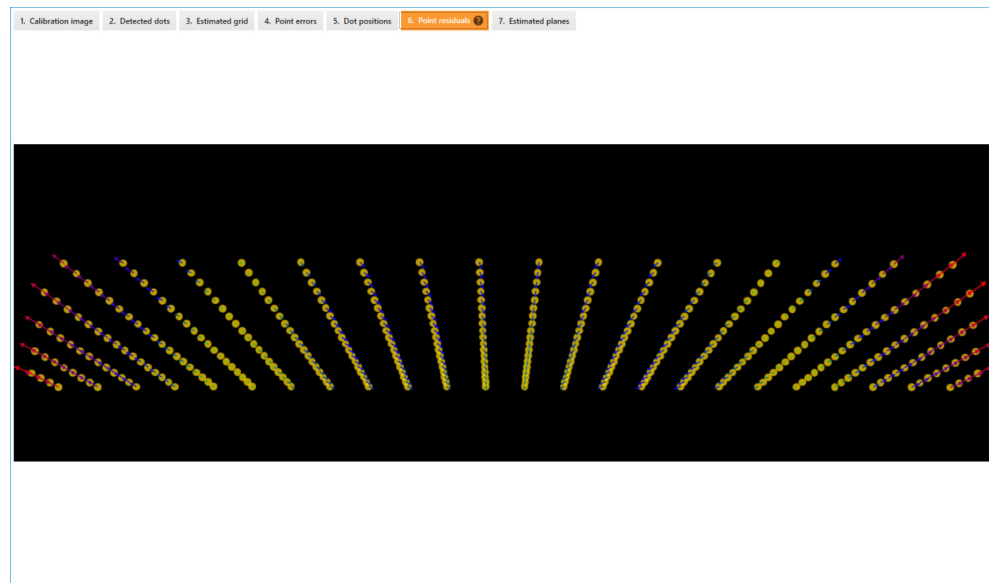 1. Calibration image 2. Detected dots 3. Estimated grid 4. Point errors 5. Dot positions 6. Point residuals ? 7. Estimated planes